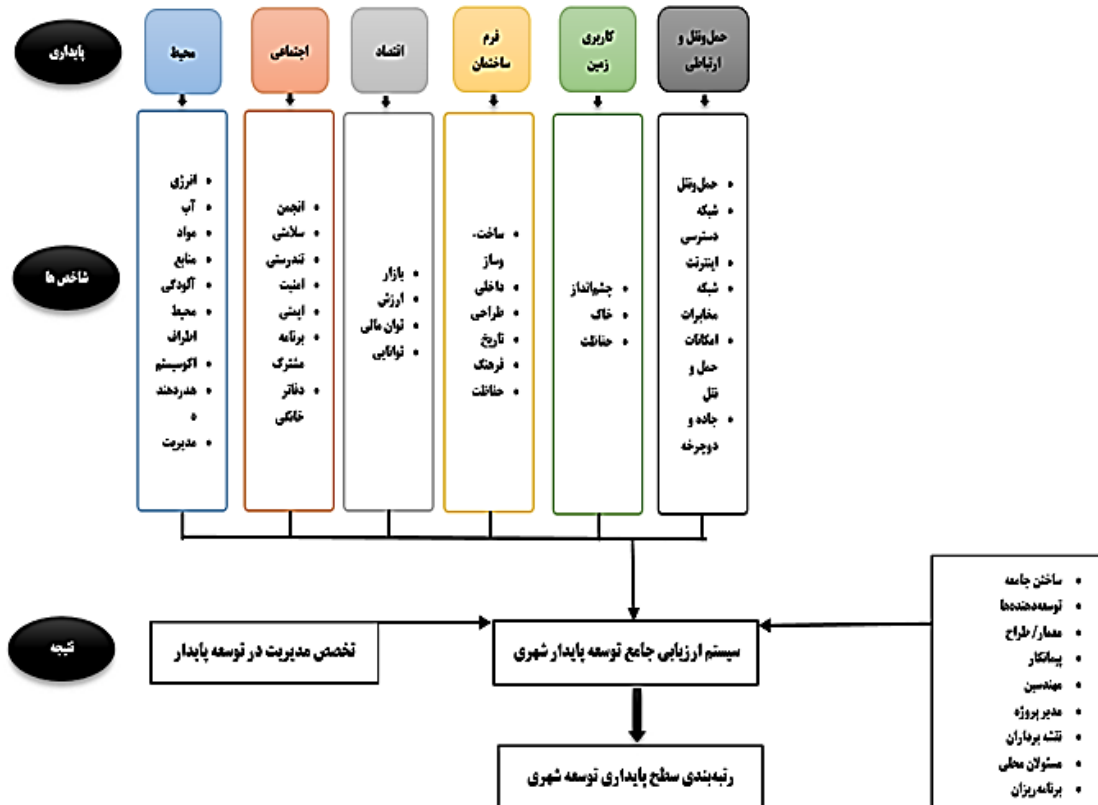 پایداری
حمل‌ونقل و
ارتباطی
کاربری
زمین
فرم
ساختمان
اقتصاد
اجتماعی
محیط
شاخص ها
• حمل‌ونقل
• شبکه
دسترسی
• اینترنت
• شبکه
مخابرات
• امکانات
حمل و
نقل
• جاده و
دوچرخه
• چشم‌انداز
• خاک
• حفاظت
• ساخت-
وساز
• داخلی
• طراحی
• تاریخ
• فرهنگ
• حفاظت
• بازار
• ارزش
• توان مالی
• توانایی
• انجمن
• سلامتی
• تندرستی
• امنیت
• ایمنی
• برنامه
مشترک
• دفاتر
خانگی
• انرژی
• آب
• مواد
• منابع
• آلودگی
• محیط
اطراف
• اکوسیستم
• هدردهند
ه
• مدیریت
نتیجه
• ساختن جامعه
• توسعه‌دهنده‌ها
• معمار/ طراح
• پیمانکار
• مهندسین
• مدیر پروژه
• نقشه برداران
• مسئولان محلی
• برنامه‌ریزان
سیستم ارزیابی جامع توسعه پایدار شهری
تخصص مدیریت در توسعه پایدار
رتبه‌بندی سطح پایداری توسعه شهری